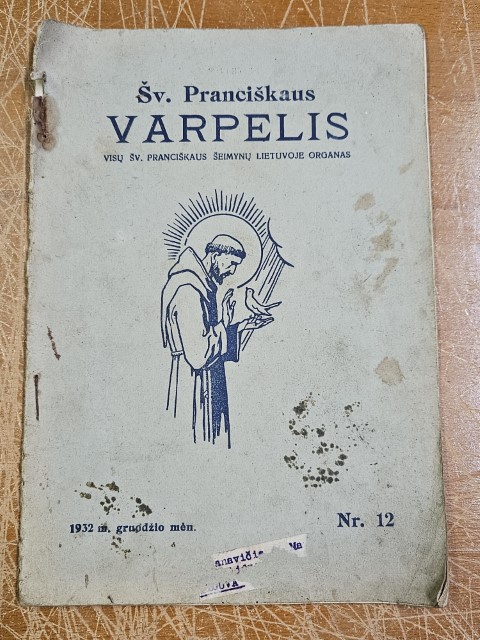 Šv. Pranciškaus
VARPELIS
VISŲ ŠV. PRANCIŠKAUS ŠEIMYNŲ LIETUVOJE ORGANAS
1932 m. gruodžio mėn.
Nr. 12